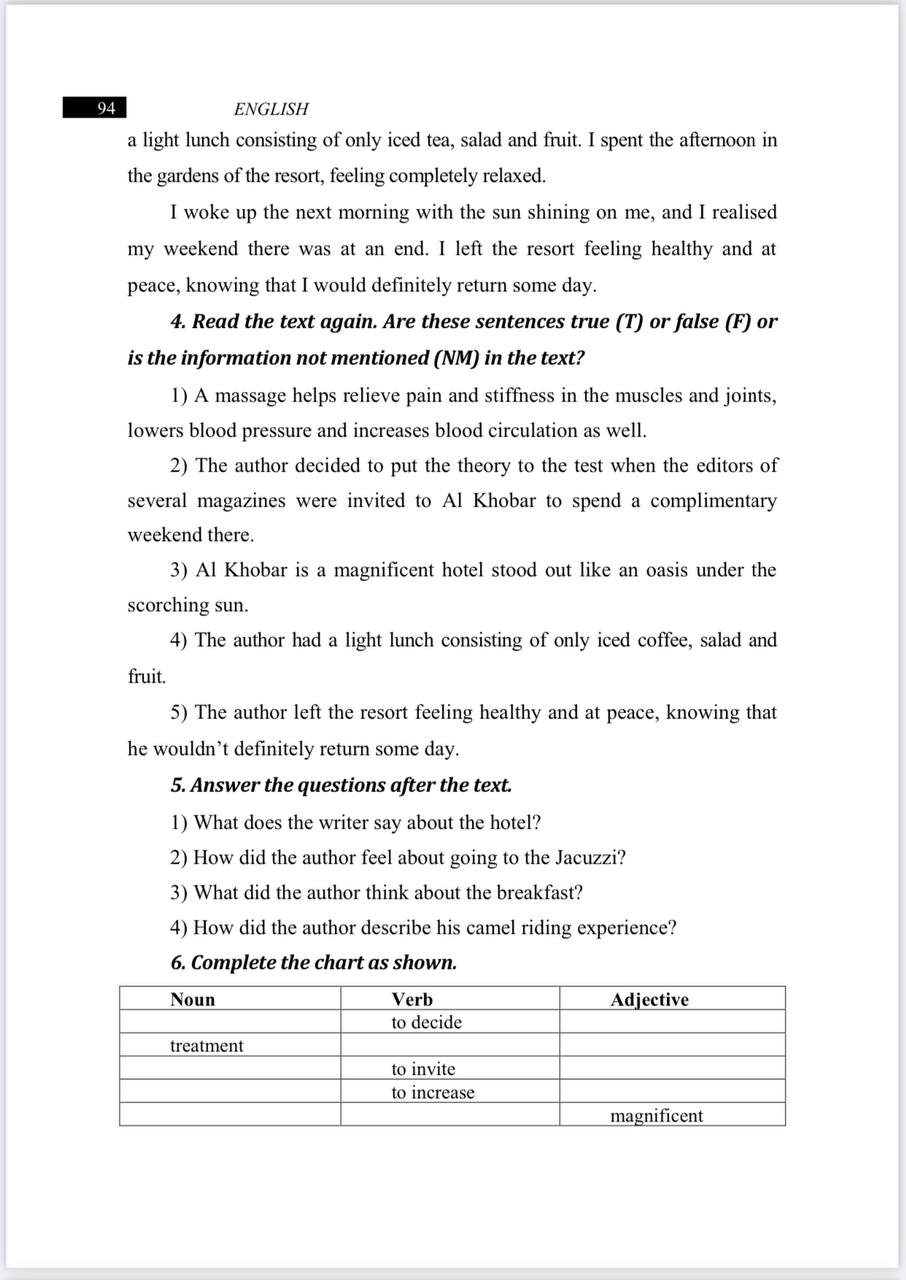 94 ENGLISH
a light lunch consisting of only iced tea, salad and fruit. I spent the afternoon in
the gardens of the resort, feeling completely relaxed.
I woke up the next morning with the sun shining on me, and I realised
my weekend there was at an end. I left the resort feeling healthy and at
peace, knowing that I would definitely return some day.
4. Read the text again. Are these sentences true (T) or false (F) or
is the information not mentioned (NM) in the text?
1) A massage helps relieve pain and stiffness in the muscles and joints,
lowers blood pressure and increases blood circulation as well.
2) The author decided to put the theory to the test when the editors of
several magazines were invited to Al Khobar to spend a complimentary
weekend there.
3) Al Khobar is a magnificent hotel stood out like an oasis under the
scorching sun.
4) The author had a light lunch consisting of only iced coffee, salad and
fruit.
5) The author left the resort feeling healthy and at peace, knowing that
he wouldn’t definitely return some day.
5. Answer the questions after the text.
1) What does the writer say about the hotel?
2) How did the author feel about going to the Jacuzzi?
3) What did the author think about the breakfast?
4) How did the author describe his camel riding experience?
6. Complete the chart as shown.
Noun Verb Adjective
to decide
treatment
to invite
to increase
magnificent